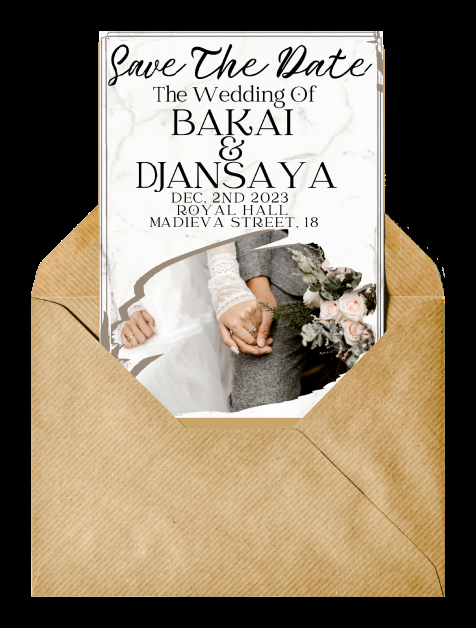 Save The Date
The Wedding Of
BAKAI
&
DJANSAYA
DEC, 2ND 2023
ROYAL HALL
MADIEVA STREET, 18